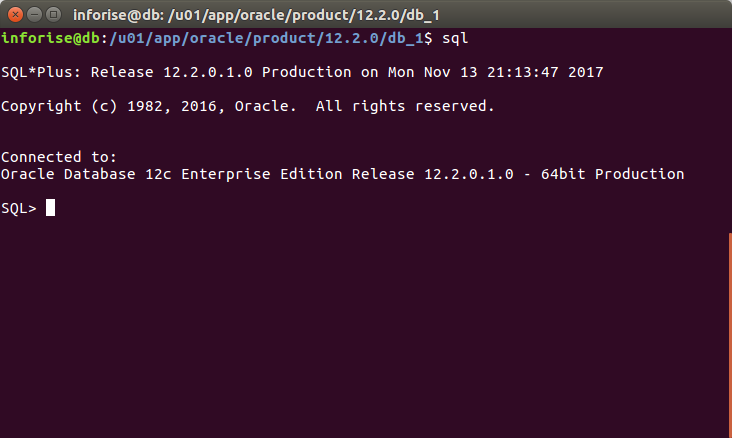 inforise@db: /u01/app/oracle/product/12.2.0/db_1
inforise@db:/u01/app/oracle/product/12.2.0/db_1$ sql
SQL*Plus: Release 12.2.0.1.0 Production on Mon Nov 13 21:13:47 2017
Copyright (c) 1982, 2016, Oracle.  All rights reserved.
Connected to:
Oracle Database 12c Enterprise Edition Release 12.2.0.1.0 - 64bit Production
SQL>